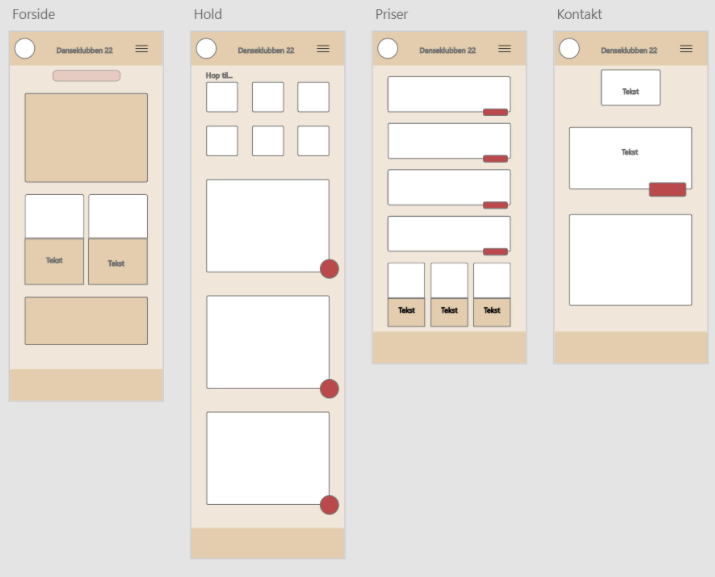 Forside
Hold
Priser
Kontakt
Danseklubben 22
Danseklubben 22
Danseklubben 22
Danseklubben 22
Hop til...
Tekst
Tekst
Tekst
Tekst
Tekst
Tekst
Tekst